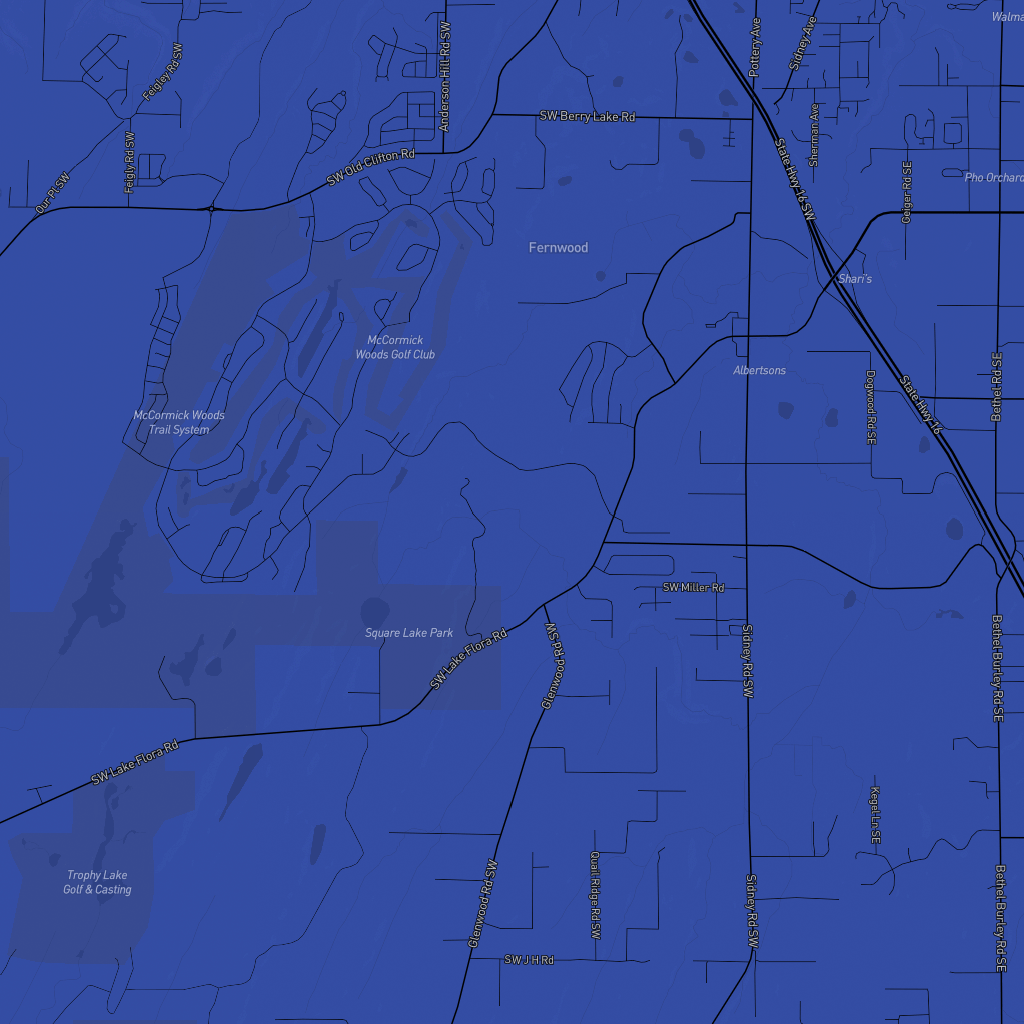 Walma
Pottery Ave
Sidney Ave
Anderson Hill Rd SW
Feigley Rd SW
SW Berry Lake Rd
Sherman Ave
Feigly Rd SW
SW Old Clifton Rd
State Hwy 16 SW
Pho Orchard
Our Pl SW
Geiger Rd SE
Fernwood
Shari's
McCormick
Woods Golf Club
Albertsons
Bethel Rd SE
Dogwood Rd SE
State Hwy 16
McCormick Woods
Trail System
SW Miller Rd
Square Lake Park
SW Lake Flora Rd
Glenwood Rd SW
Sidney Rd SW
Bethel Burley Rd SE
SW Lake Flora Rd
Kegel Ln SE
Trophy Lake
Golf & Casting
Glenwood Rd SW
Quail Ridge Rd SW
Sidney Rd SW
Bethel Burley Rd SE
SW J H Rd